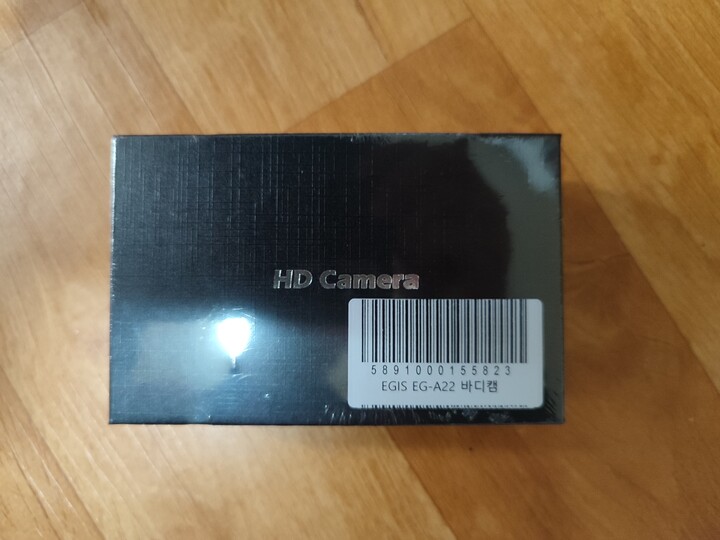 HD Camera
5891000155823
EGIS EG-A22 바디캠